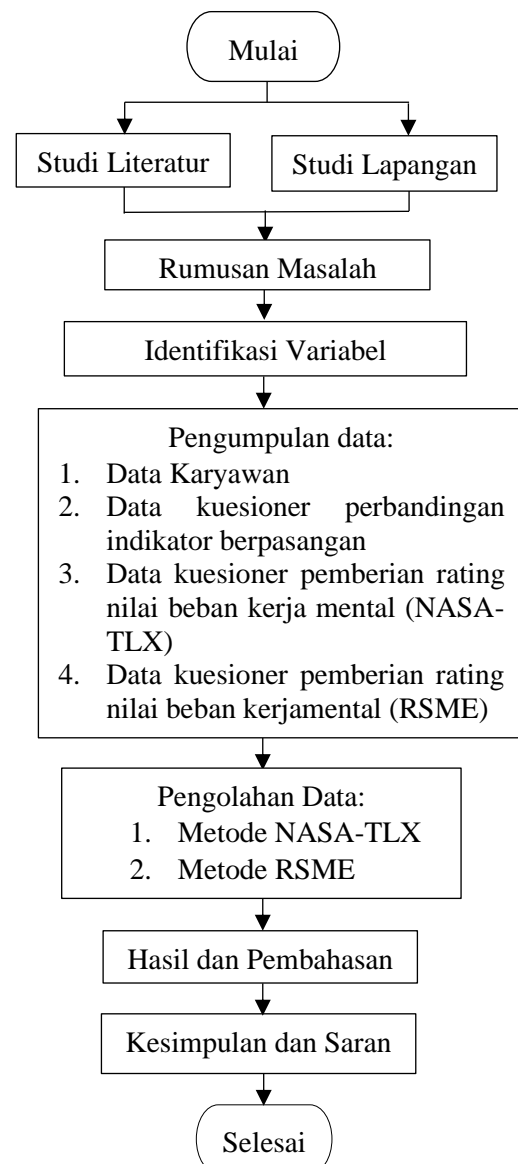 Mulai
Studi Literatur
Studi Lapangan
Rumusan Masalah
Identifikasi Variabel
Pengumpulan data:
1. Data Karyawan
2. Data kuesioner perbandingan
indikator berpasangan
3. Data kuesioner pemberian rating
nilai beban kerja mental (NASA-
TLX)
4. Data kuesioner pemberian rating
nilai beban kerjamental (RSME)
Pengolahan Data:
1. Metode NASA-TLX
2. Metode RSME
Hasil dan Pembahasan
Kesimpulan dan Saran
Selesai